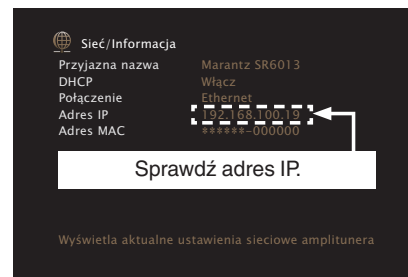 Sieć/Informacja
Przyjazna nazwa Marantz SR6013
DHCP Włącz
Połączenie Ethernet
Adres IP 192.168.100.19
Adres MAC ******-000000
Sprawdź adres IP.
Wyświetla aktualne ustawienia sieciowe amplitunera